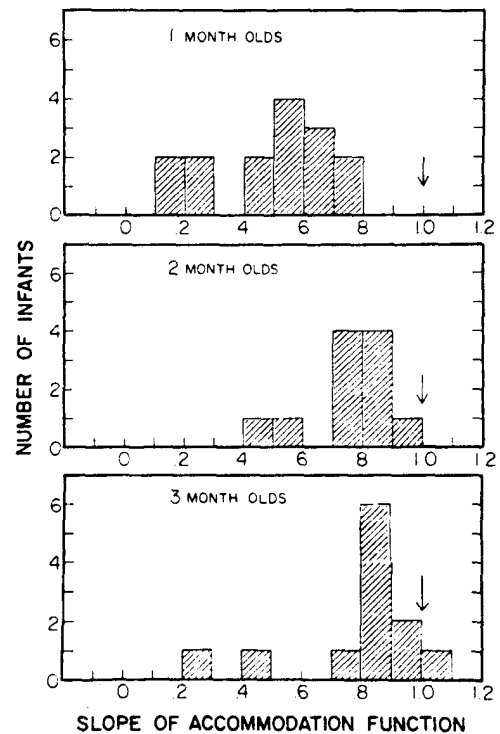 6
1 MONTH OLDS
4
2
0
0 .2 .4 .6 .8 1.0 1.2
NUMBER OF INFANTS
6
2 MONTH OLDS
4
2
0
0 .2 .4 .6 .8 1.0 1.2
6
3 MONTH OLDS
4
2
0
0 .2 .4 .6 .8 1.0 1.2
SLOPE OF ACCOMMODATION FUNCTION